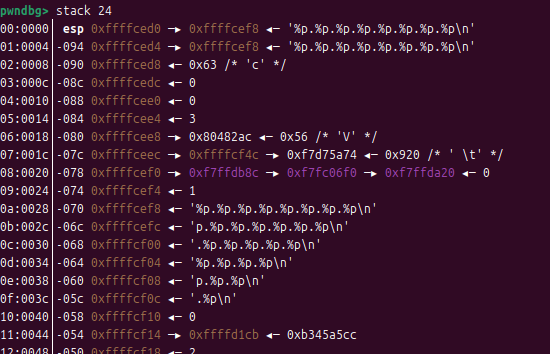 pwndbg> stack 24
00:0000│ esp 0xffffced0 —▸ 0xffffcef8 ◂— '%p.%p.%p.%p.%p.%p.%p.%p\n'
01:0004│-094 0xffffced4 —▸ 0xffffcef8 ◂— '%p.%p.%p.%p.%p.%p.%p.%p\n'
02:0008│-090 0xffffced8 ◂— 0x63 /* 'c' */
03:000c│-08c 0xffffcedc ◂— 0
04:0010│-088 0xffffcee0 ◂— 0
05:0014│-084 0xffffcee4 ◂— 3
06:0018│-080 0xffffcee8 —▸ 0x80482ac ◂— 0x56 /* 'V' */
07:001c│-07c 0xffffceec —▸ 0xffffcf4c —▸ 0xf7d75a74 ◂— 0x920 /* ' \t' */
08:0020│-078 0xffffcef0 —▸ 0xf7ffdb8c —▸ 0xf7fc06f0 —▸ 0xf7ffda20 ◂— 0
09:0024│-074 0xffffcef4 ◂— 1
0a:0028│-070 0xffffcef8 ◂— '%p.%p.%p.%p.%p.%p.%p.%p\n'
0b:002c│-06c 0xffffcefc ◂— 'p.%p.%p.%p.%p.%p.%p\n'
0c:0030│-068 0xffffcf00 ◂— '.%p.%p.%p.%p.%p\n'
0d:0034│-064 0xffffcf04 ◂— '%p.%p.%p.%p\n'
0e:0038│-060 0xffffcf08 ◂— 'p.%p.%p\n'
0f:003c│-05c 0xffffcf0c ◂— '.%p\n'
10:0040│-058 0xffffcf10 ◂— 0
11:0044│-054 0xffffcf14 —▸ 0xffffd1cb ◂— 0xb345a5cc
12:0048│-050 0xffffcf18 ◂— 2